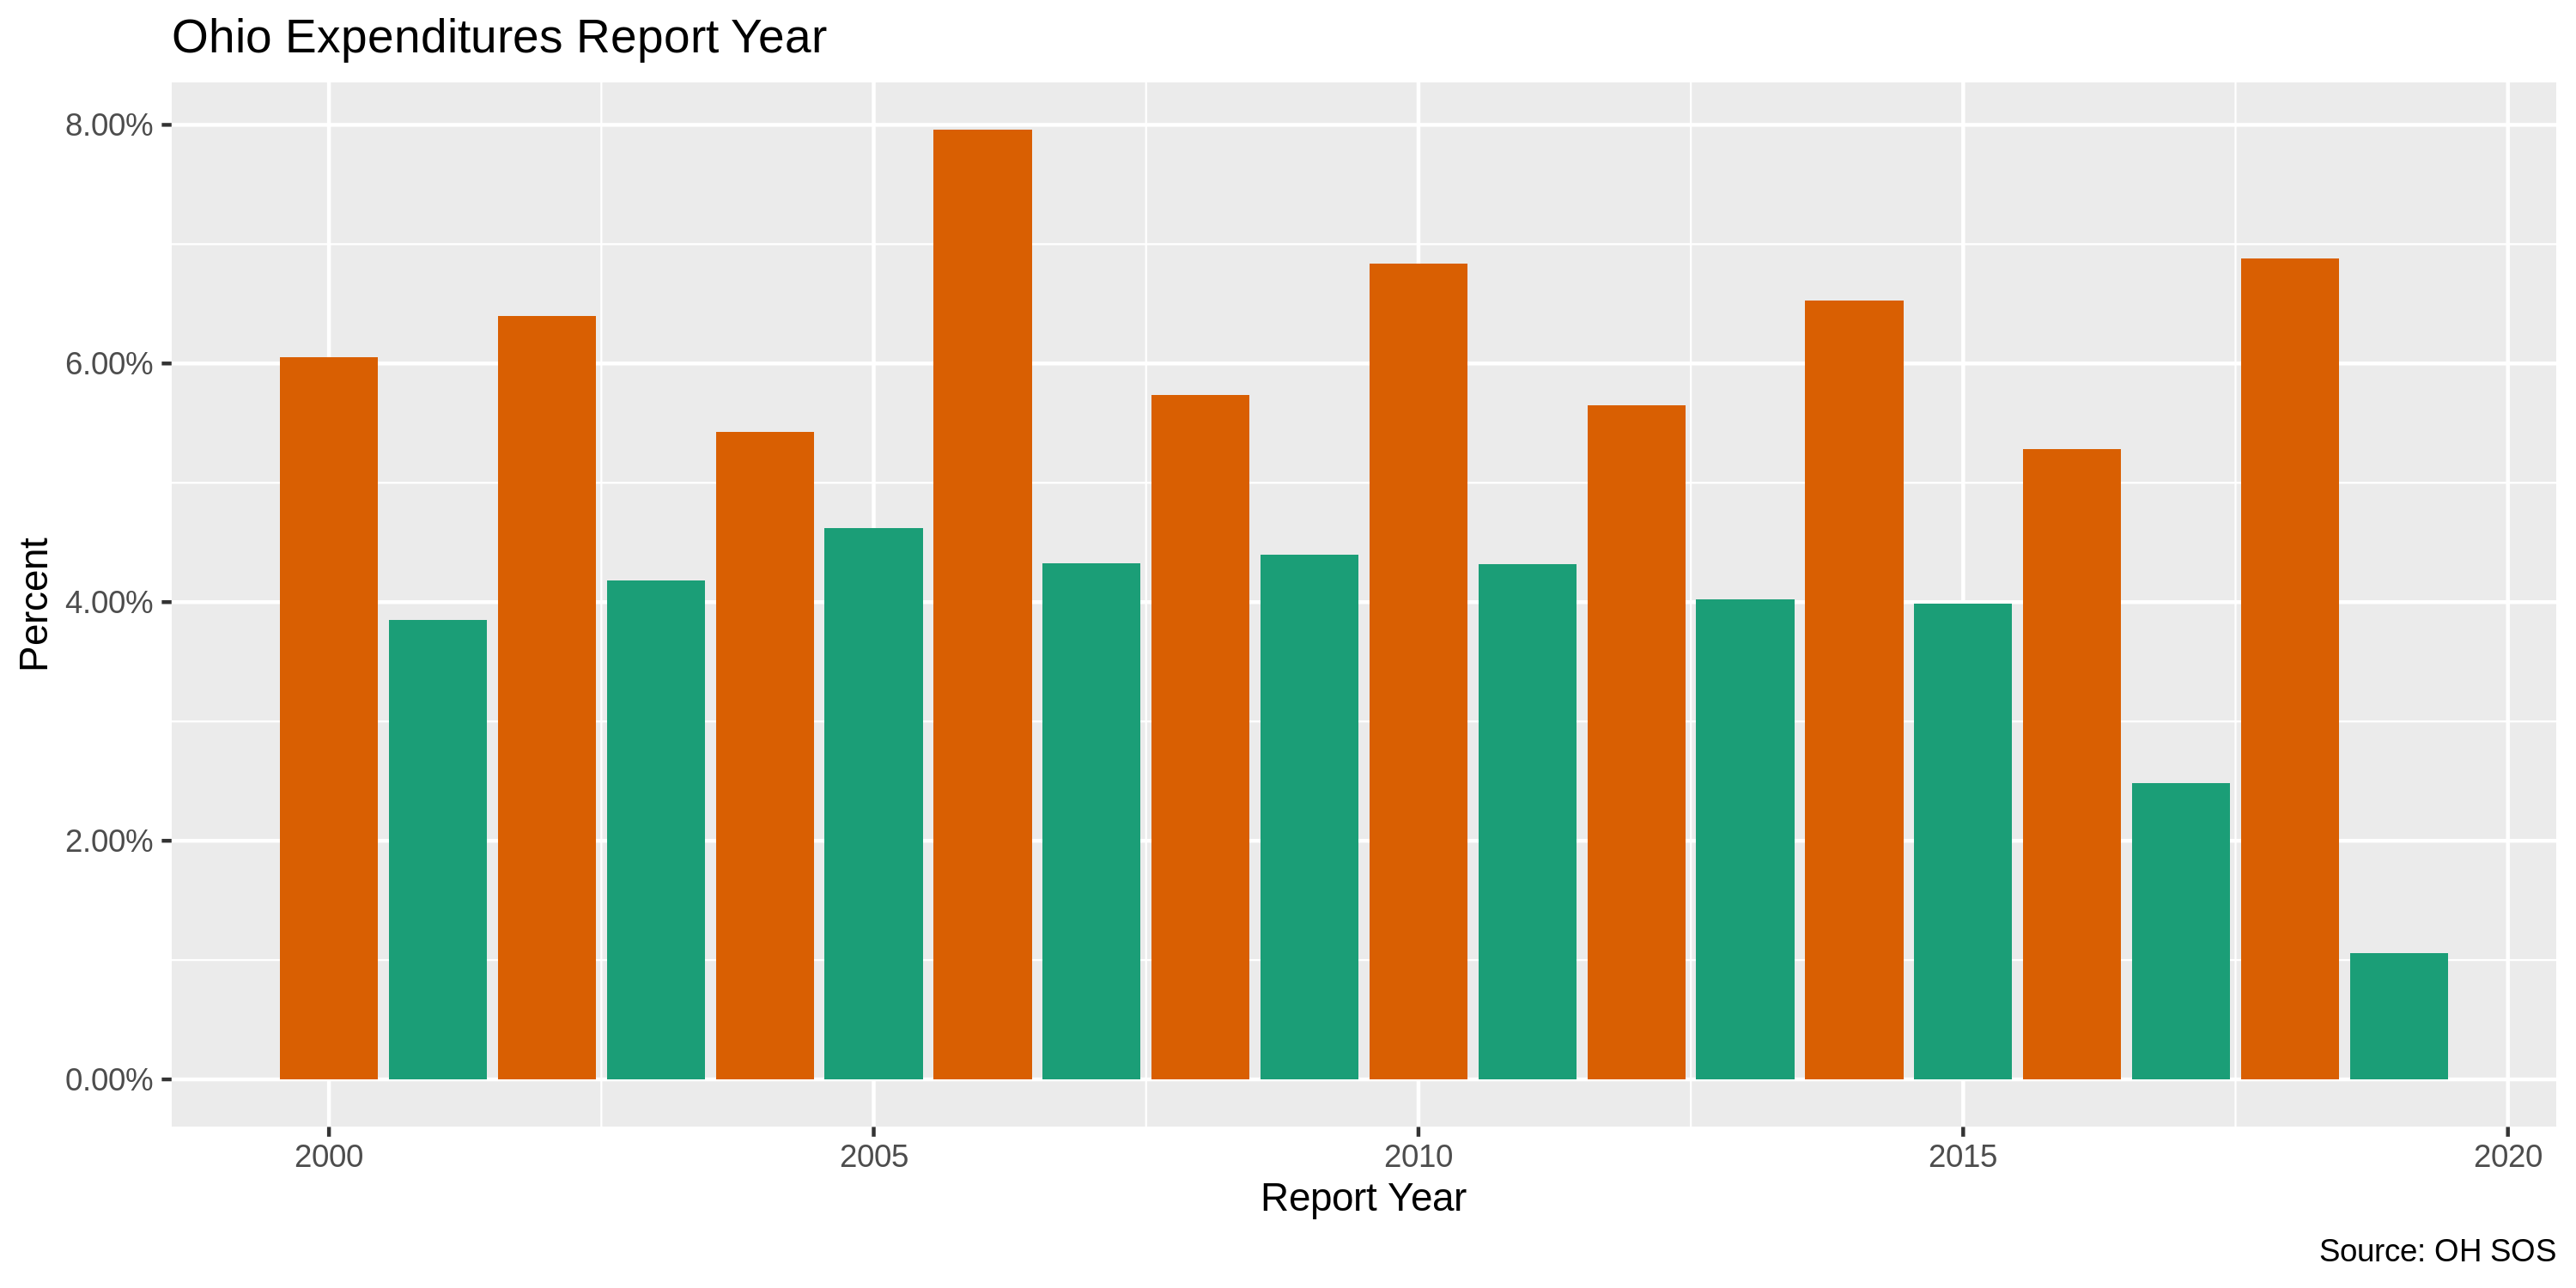 Ohio Expenditures Report Year
Percent
8.00%
6.00%
4.00%
2.00%
0.00%
2000 2005 2010 2015 2020
Report Year
Source: OH SOS